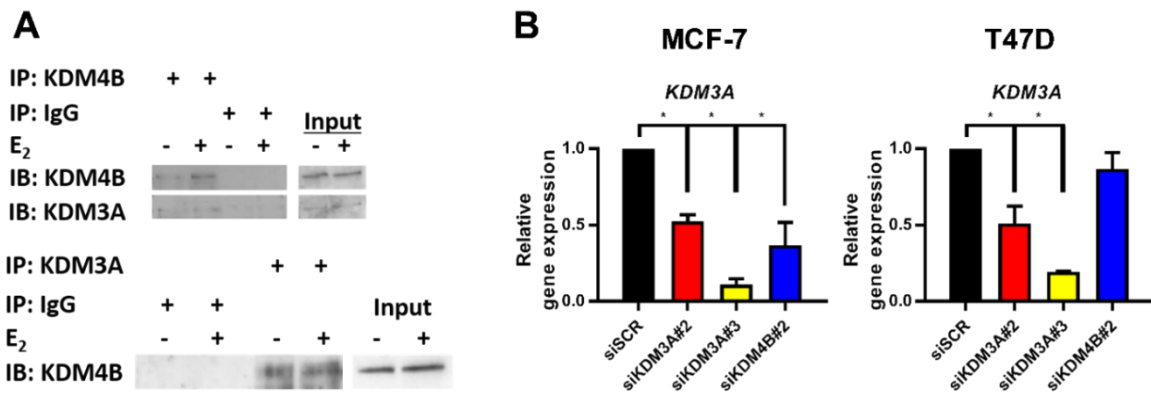 A
IP: KDM4B + +
IP: IgG + + Input
E2 - + - + - +
IB: KDM4B
IB: KDM3A
IP: KDM3A + +
IP: IgG + + Input
E2 - + - + - +
IB: KDM4B
B
MCF-7
KDM3A
* * *
Relative
gene expression
1.0
0.5
0.0
siSCR
siKDM3A#2
siKDM3A#3
siKDM4B#2
T47D
KDM3A
* *
Relative
gene expression
1.0
0.5
0.0
siSCR
siKDM3A#2
siKDM3A#3
siKDM4B#2